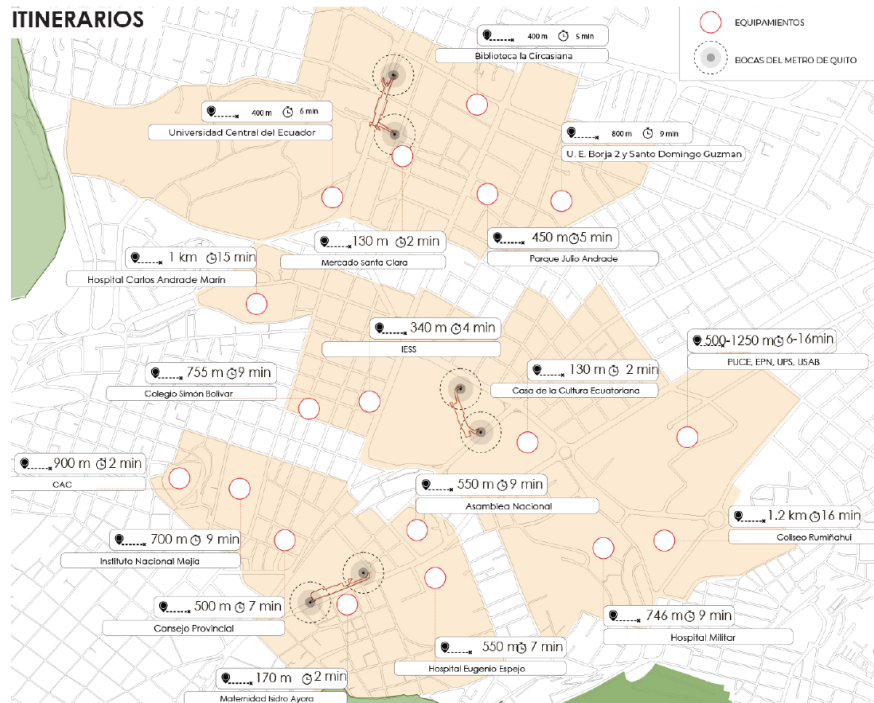 ITINERARIOS
EQUIPAMIENTOS
BOCAS DEL METRO DE QUITO
400 m 5 min
Biblioteca la Circasiana
400 m 6 min
Universidad Central del Ecuador
800 m 9 min
U. E. Borja 2 y Santo Domingo Guzman
130 m 2 min
Mercado Santa Clara
450 m 5 min
Parque Julio Andrade
1 km 15 min
Hospital Carlos Andrade Marín
340 m 4 min
IESS
500-1250 m 6-16min
PUCE, EPN, UPS, USAB
755 m 9 min
Colegio Simón Bolivar
130 m 2 min
Casa de la Cultura Ecuatoriana
900 m 12 min
CAC
550 m 9 min
Asamblea Nacional
1.2 km 16 min
Coliseo Rumiñahui
700 m 9 min
Instituto Nacional Mejía
500 m 7 min
Consejo Provincial
746 m 9 min
Hospital Militar
550 m 7 min
Hospital Eugenio Espejo
170 m 2 min
Maternidad Isidro Ayora